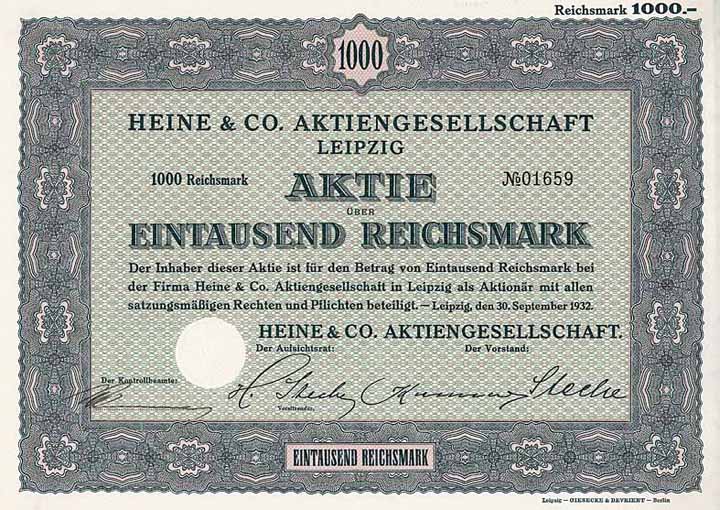 Reichsmark 1000.-
1000
HEINE & CO. AKTIENGESELLSCHAFT
LEIPZIG
1000 Reichsmark AKTIE №01659
ÜBER
EINTAUSEND REICHSMARK
Der Inhaber dieser Aktie ist für den Betrag von Eintausend Reichsmark bei
der Firma Heine & Co. Aktiengesellschaft in Leipzig als Aktionär mit allen
satzungsmäßigen Rechten und Pflichten beteiligt. — Leipzig, den 30. September 1932.
HEINE & CO. AKTIENGESELLSCHAFT.
Der Aufsichtsrat: Der Vorstand:
Der Kontrollbeamte:
Vorsitzender.
EINTAUSEND REICHSMARK
Leipzig — GIESECKE & DEVRIENT — Berlin